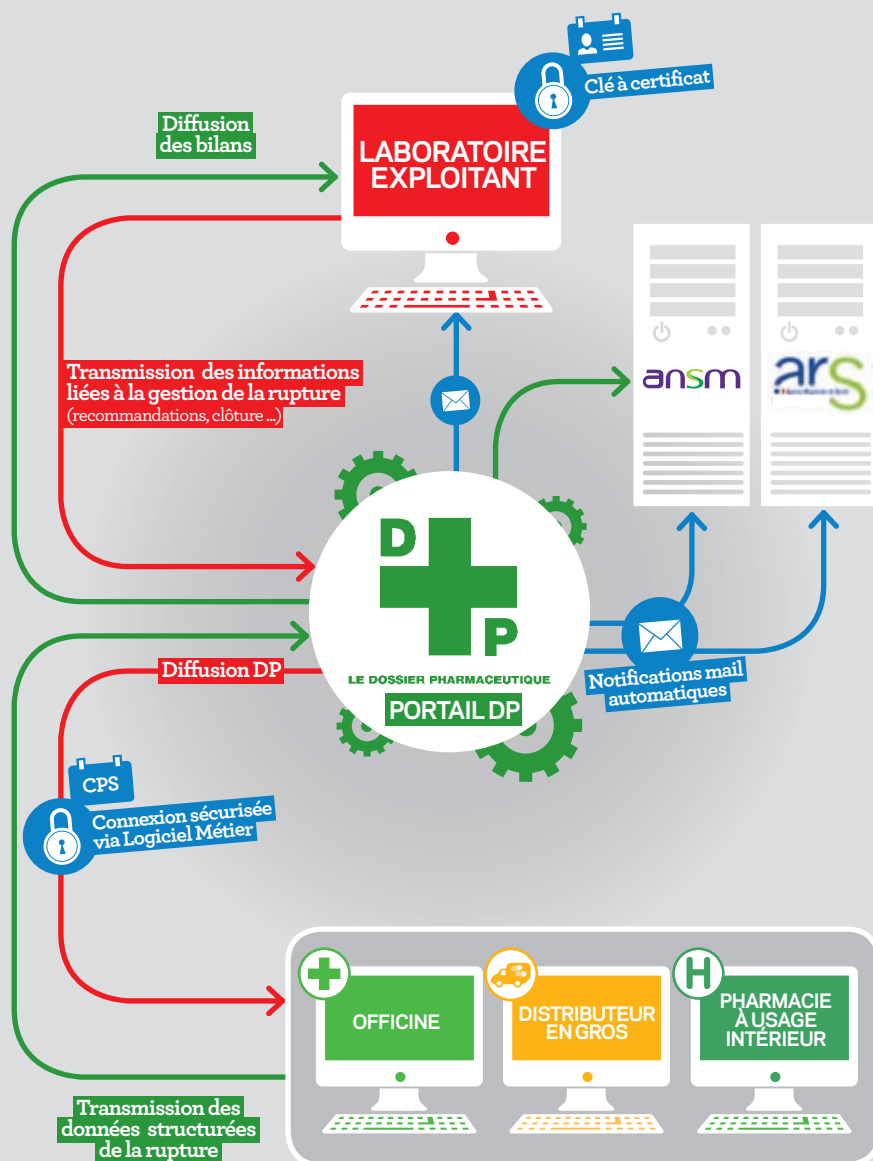 Clé à certificat
Diffusion
des bilans
LABORATOIRE
EXPLOITANT
Transmission des informations
liées à la gestion de la rupture
(recommandations, clôture ...)
ansm
ars
D
P
LE DOSSIER PHARMACEUTIQUE
PORTAIL DP
Diffusion DP
Notifications mail
automatiques
CPS
Connexion sécurisée
via Logiciel Métier
OFFICINE
DISTRIBUTEUR
EN GROS
H
PHARMACIE
À USAGE
INTÉRIEUR
Transmission des
données structurées
de la rupture